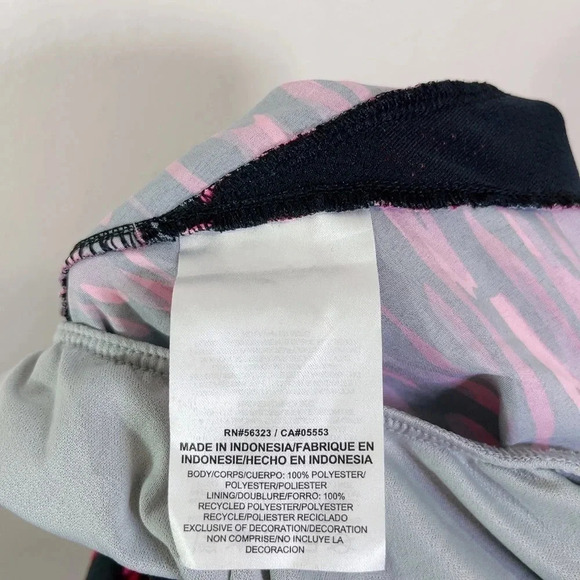 RN#56323 / CA#05553
MADE IN INDONESIA/FABRIQUE EN
INDONESIE/HECHO EN INDONESIA
BODY/CORPS/CUERPO: 100% POLYESTER/
POLYESTER/POLIESTER
LINING/DOUBLURE/FORRO: 100%
RECYCLED POLYESTER/POLYESTER
RECYCLE/POLIESTER RECICLADO
EXCLUSIVE OF DECORATION/DECORATION
NON COMPRISE/NO INCLUYE LA
DECORACION